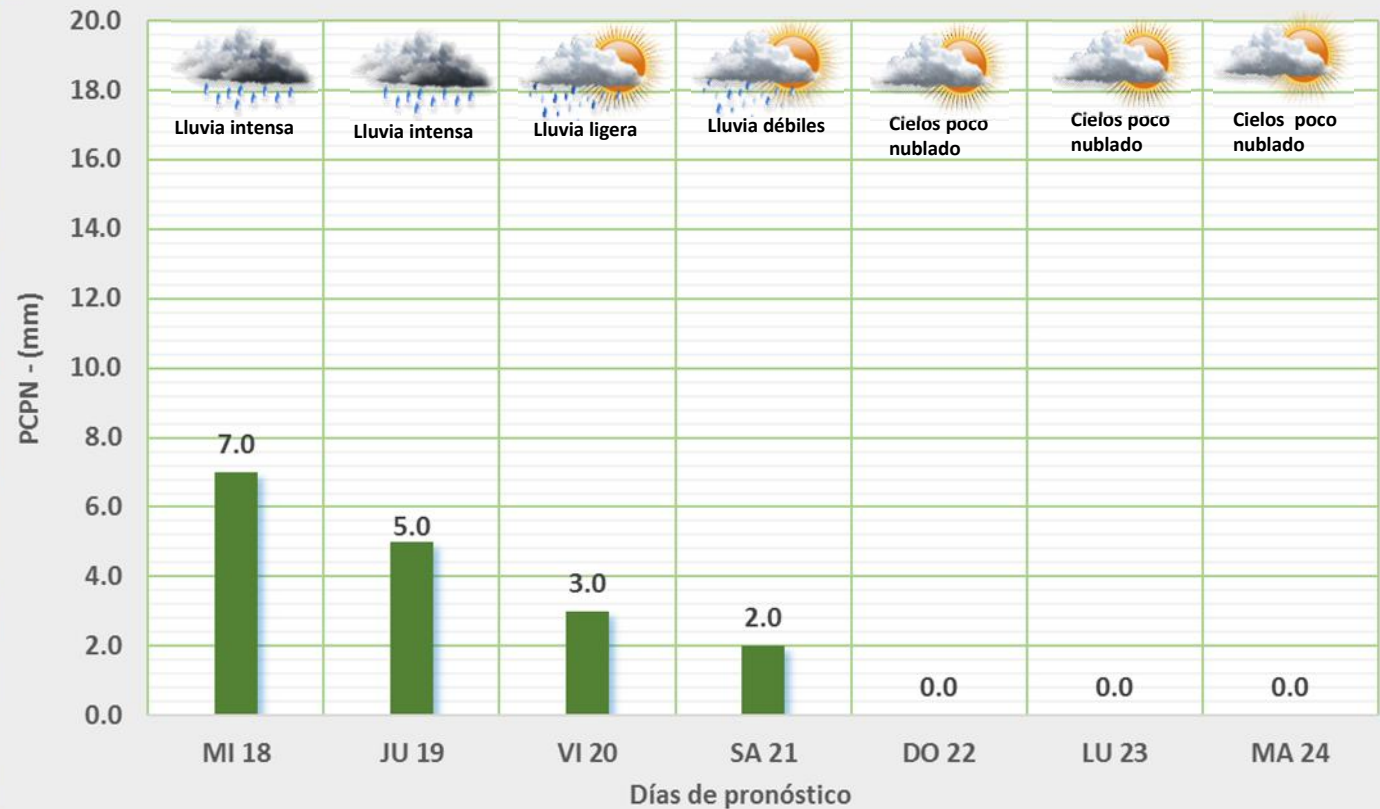 20.0
18.0
16.0
14.0
12.0
10.0
8.0
6.0
4.0
2.0
0.0
PCPN - (mm)
Lluvia intensa
Lluvia intensa
Lluvia ligera
Lluvia débiles
Cielos poco
nublado
Cielos poco
nublado
Cielos poco
nublado
7.0
5.0
3.0
2.0
0.0
0.0
0.0
MI 18
JU 19
VI 20
SA 21
DO 22
LU 23
MA 24
Días de pronóstico